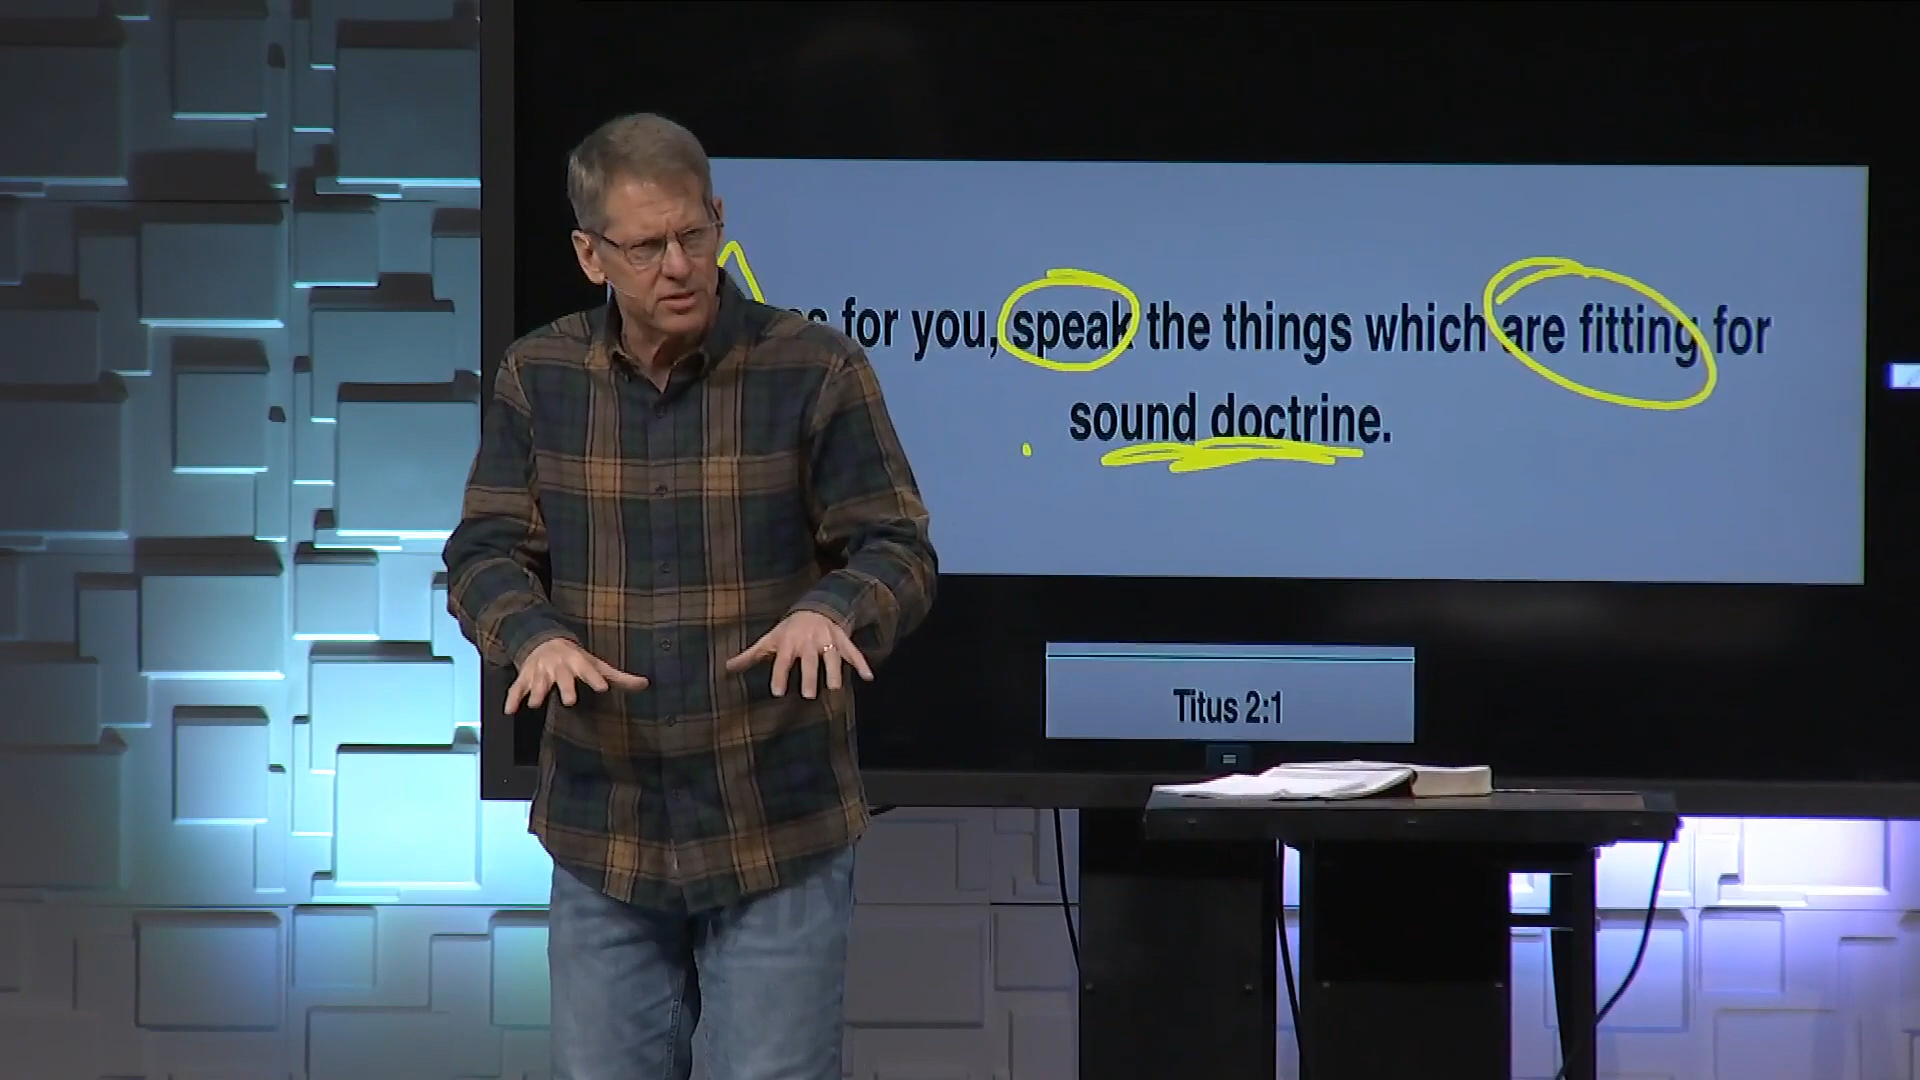 for you, speak the things which are fitting for
sound doctrine.
Titus 2:1